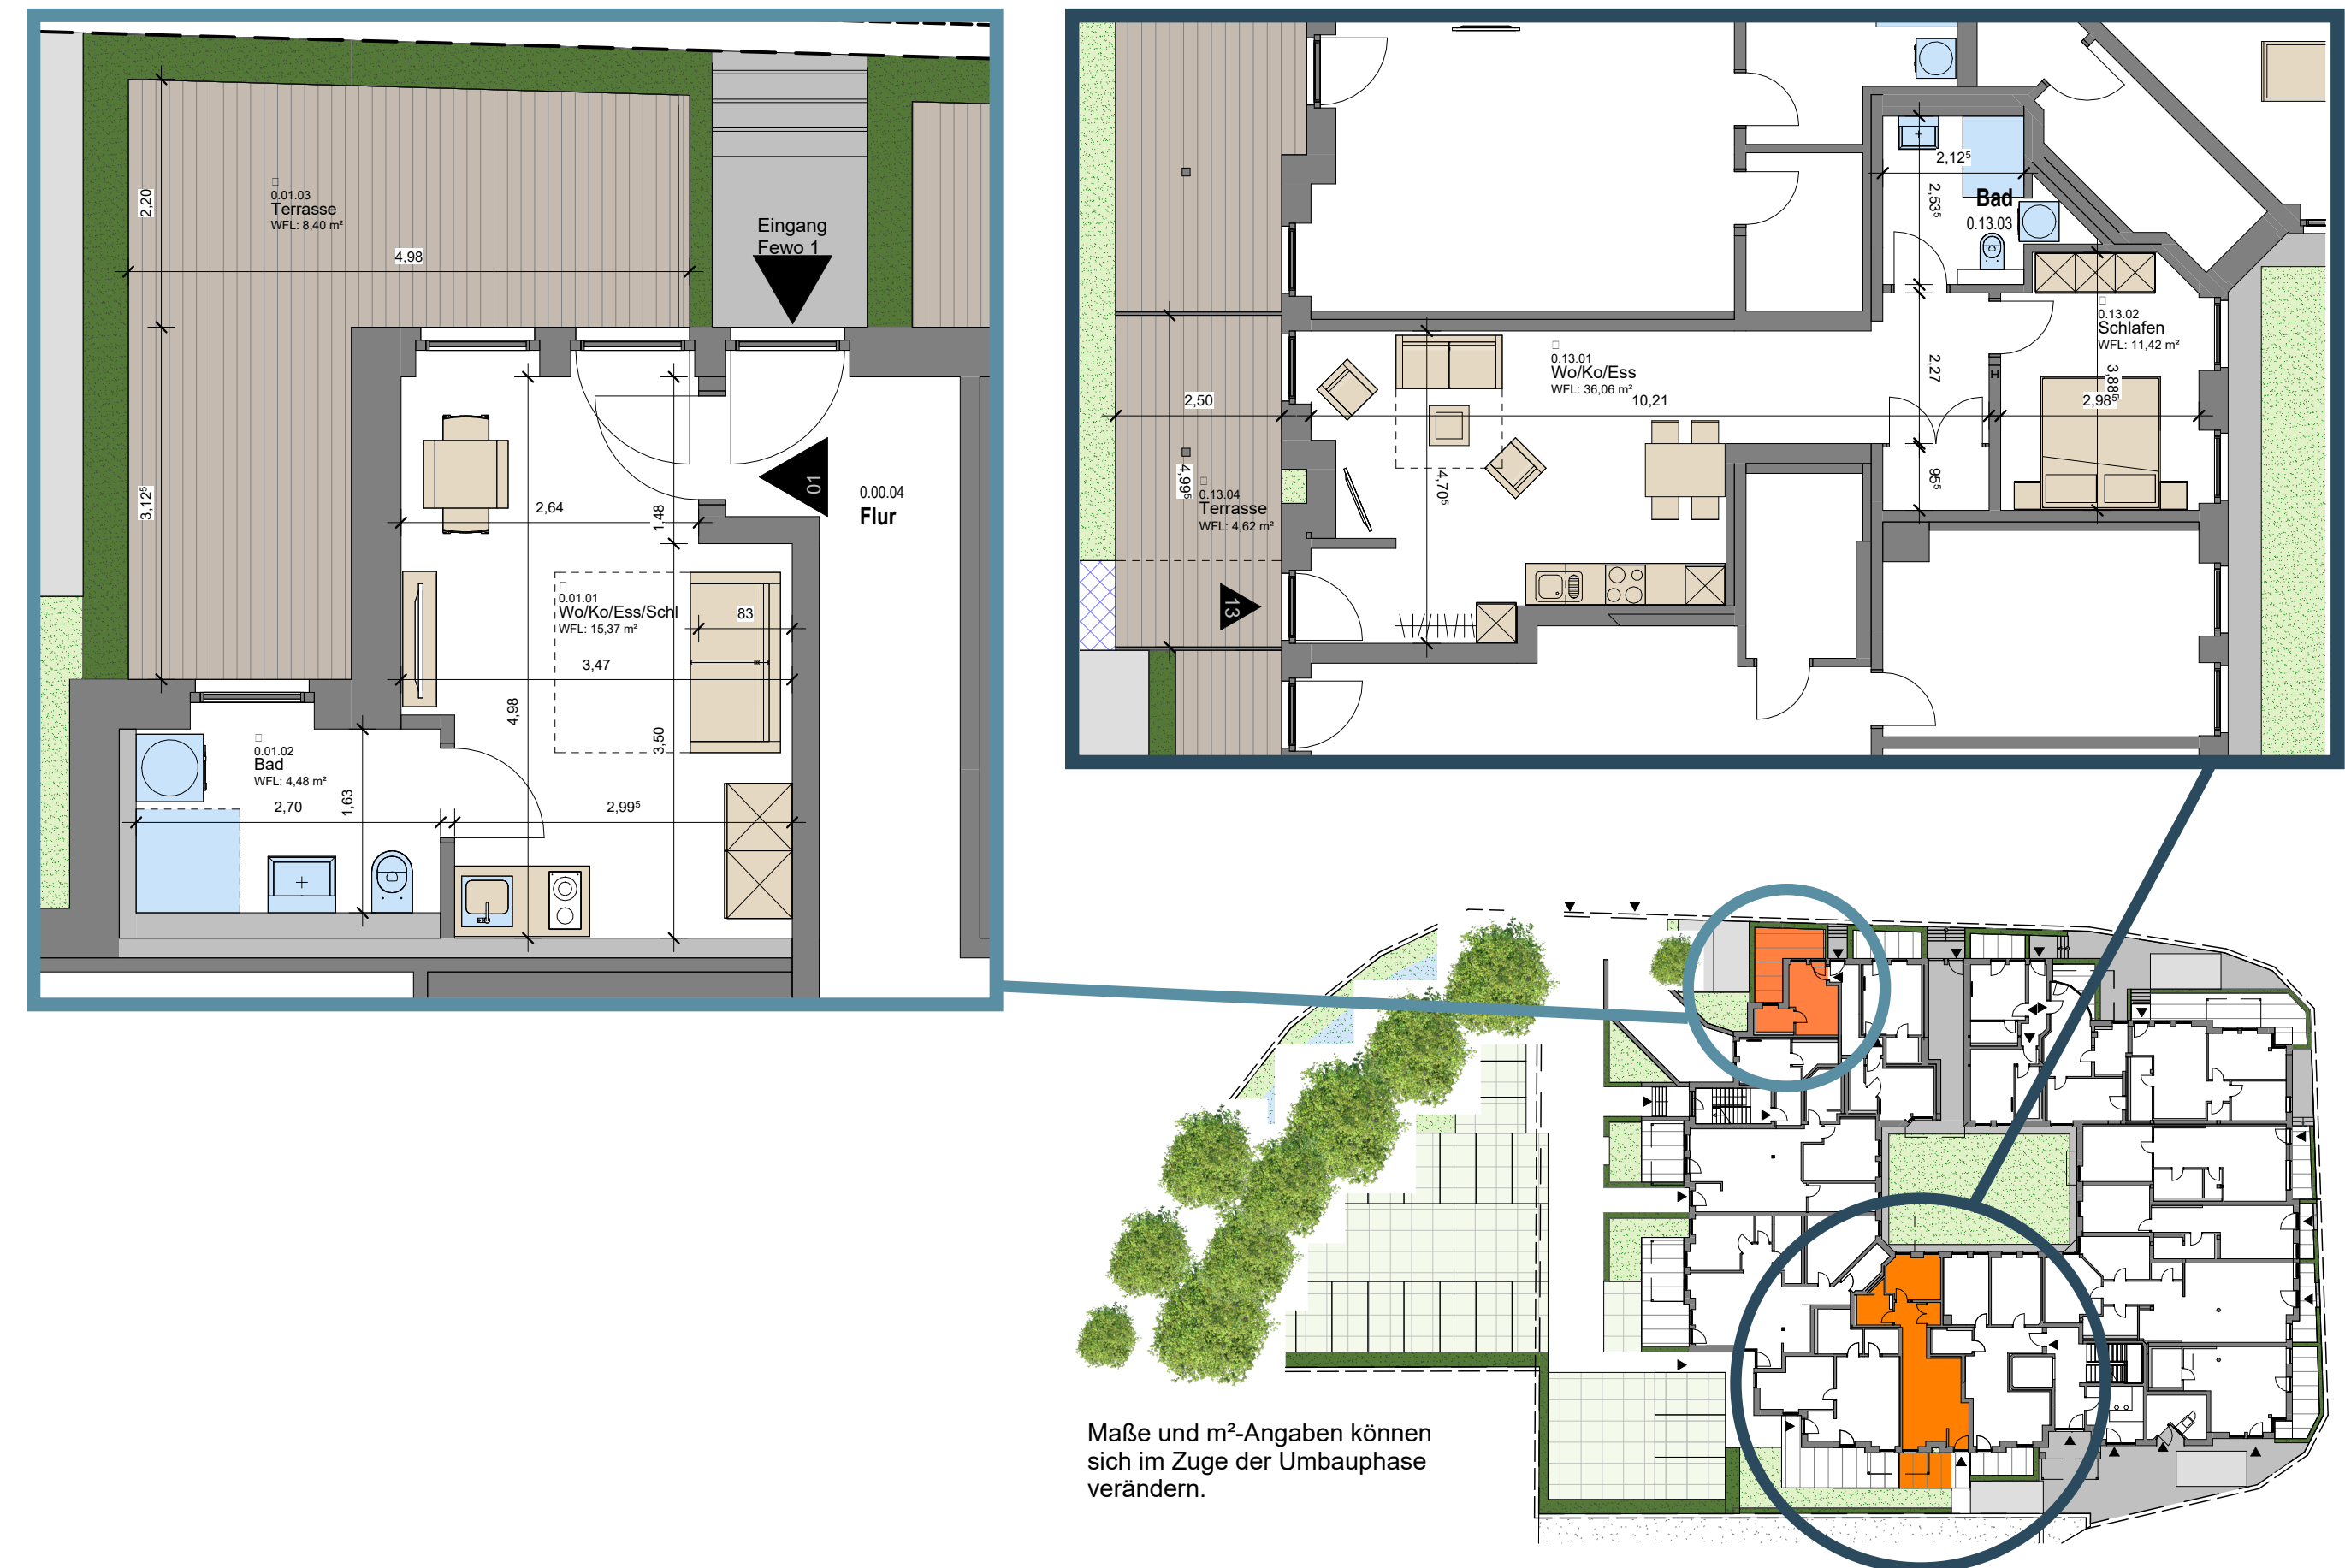 0.01.03
Terrasse
WFL: 8,40 m²
2,20
4,98
3,12⁵
Eingang
Fewo 1
01
0.00.04
Flur
2,64
1,48
0.01.01
Wo/Ko/Ess/Schl
WFL: 15,37 m²
83
3,47
4,98
3,50
0.01.02
Bad
WFL: 4,48 m²
2,70
1,63
2,99⁵
2,12⁵
2,53⁵
Bad
0.13.03
0.13.02
Schlafen
WFL: 11,42 m²
3,88⁵
2,98⁵
2,27
95⁵
H
0.13.01
Wo/Ko/Ess
WFL: 36,06 m²
10,21
2,50
4,99⁵
4,70⁵
0.13.04
Terrasse
WFL: 4,62 m²
13
Maße und m²-Angaben können
sich im Zuge der Umbauphase
verändern.